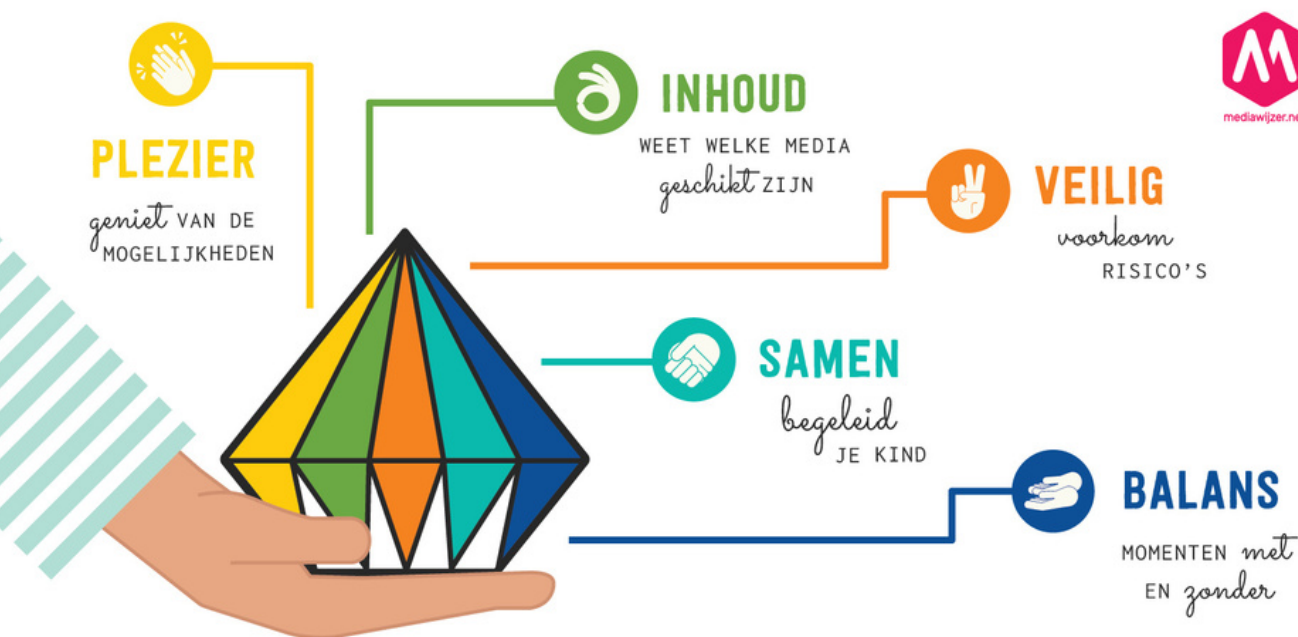 PLEZIER
geniet VAN DE
MOGELIJKHEDEN
INHOUD
WEET WELKE MEDIA
geschikt ZIJN
mediawijzer.ne
VEILIG
voorkom
RISICO'S
SAMEN
begeleid
JE KIND
BALANS
MOMENTEN met
EN zonder